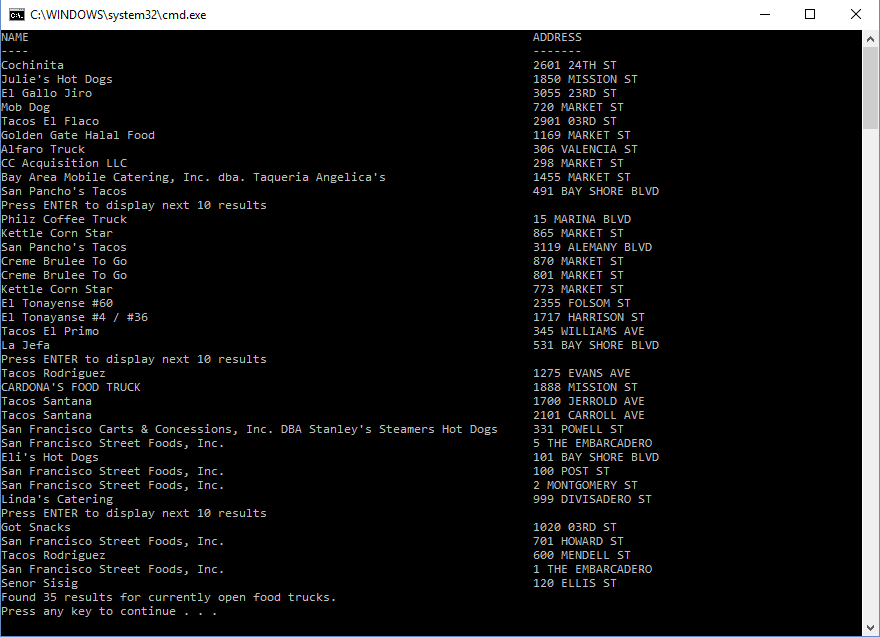 C:\WINDOWS\system32\cmd.exe
NAME ADDRESS
---- -------
Cochinita 2601 24TH ST
Julie's Hot Dogs 1850 MISSION ST
El Gallo Jiro 3055 23RD ST
Mob Dog 720 MARKET ST
Tacos El Flaco 2901 03RD ST
Golden Gate Halal Food 1169 MARKET ST
Alfaro Truck 306 VALENCIA ST
CC Acquisition LLC 298 MARKET ST
Bay Area Mobile Catering, Inc. dba. Taqueria Angelica's 1455 MARKET ST
San Pancho's Tacos 491 BAY SHORE BLVD
Press ENTER to display next 10 results
Philz Coffee Truck 15 MARINA BLVD
Kettle Corn Star 865 MARKET ST
San Pancho's Tacos 3119 ALEMANY BLVD
Creme Brulee To Go 870 MARKET ST
Creme Brulee To Go 801 MARKET ST
Kettle Corn Star 773 MARKET ST
El Tonayense #60 2355 FOLSOM ST
El Tonayanse #4 / #36 1717 HARRISON ST
Tacos El Primo 345 WILLIAMS AVE
La Jefa 531 BAY SHORE BLVD
Press ENTER to display next 10 results
Tacos Rodriguez 1275 EVANS AVE
CARDONA'S FOOD TRUCK 1888 MISSION ST
Tacos Santana 1700 JERROLD AVE
Tacos Santana 2101 CARROLL AVE
San Francisco Carts & Concessions, Inc. DBA Stanley's Steamers Hot Dogs 331 POWELL ST
San Francisco Street Foods, Inc. 5 THE EMBARCADERO
Eli's Hot Dogs 101 BAY SHORE BLVD
San Francisco Street Foods, Inc. 100 POST ST
San Francisco Street Foods, Inc. 2 MONTGOMERY ST
Linda's Catering 999 DIVISADERO ST
Press ENTER to display next 10 results
Got Snacks 1020 03RD ST
San Francisco Street Foods, Inc. 701 HOWARD ST
Tacos Rodriguez 600 MENDELL ST
San Francisco Street Foods, Inc. 1 THE EMBARCADERO
Senor Sisig 120 ELLIS ST
Found 35 results for currently open food trucks.
Press any key to continue . . .